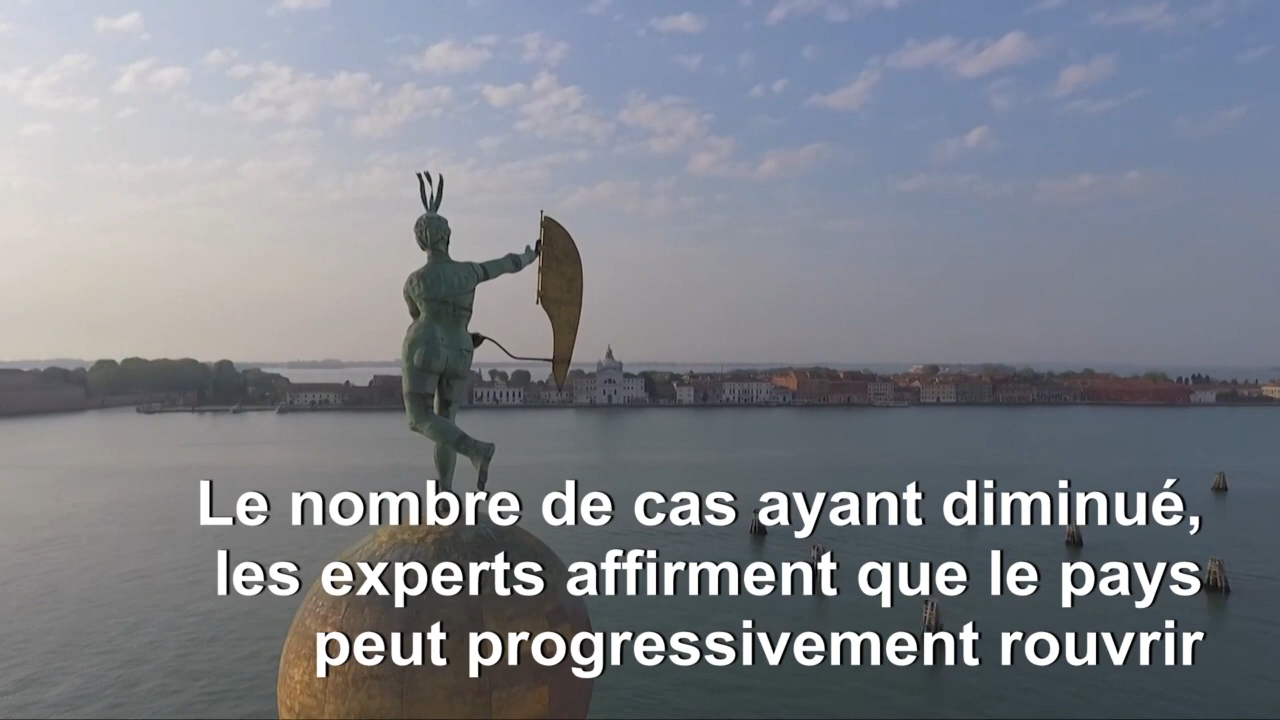 Le nombre de cas ayant diminué,
les experts affirment que le pays
peut progressivement rouvrir